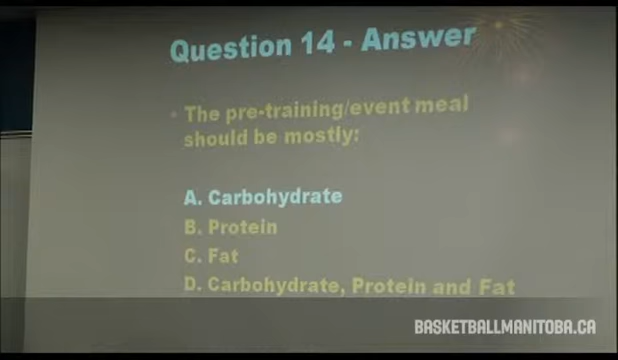 Question 14 - Answer
• The pre-training/event meal
should be mostly:
A. Carbohydrate
B. Protein
C. Fat
D. Carbohydrate, Protein and Fat
BASKETBALLMANITOBA.CA